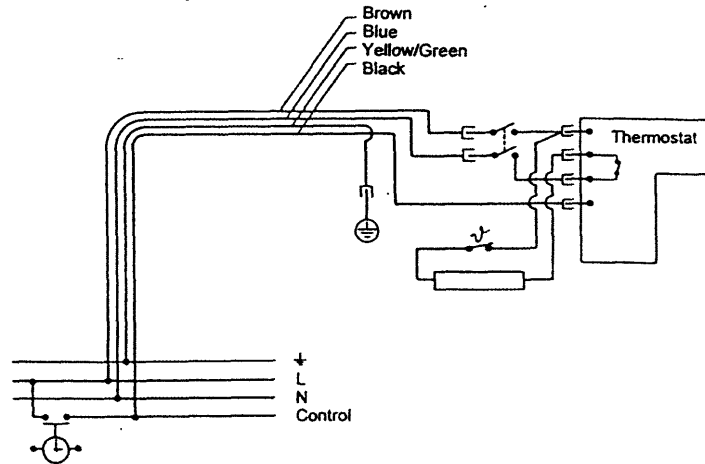 Brown
Blue
Yellow/Green
Black
Thermostat
ϑ
L
N
Control